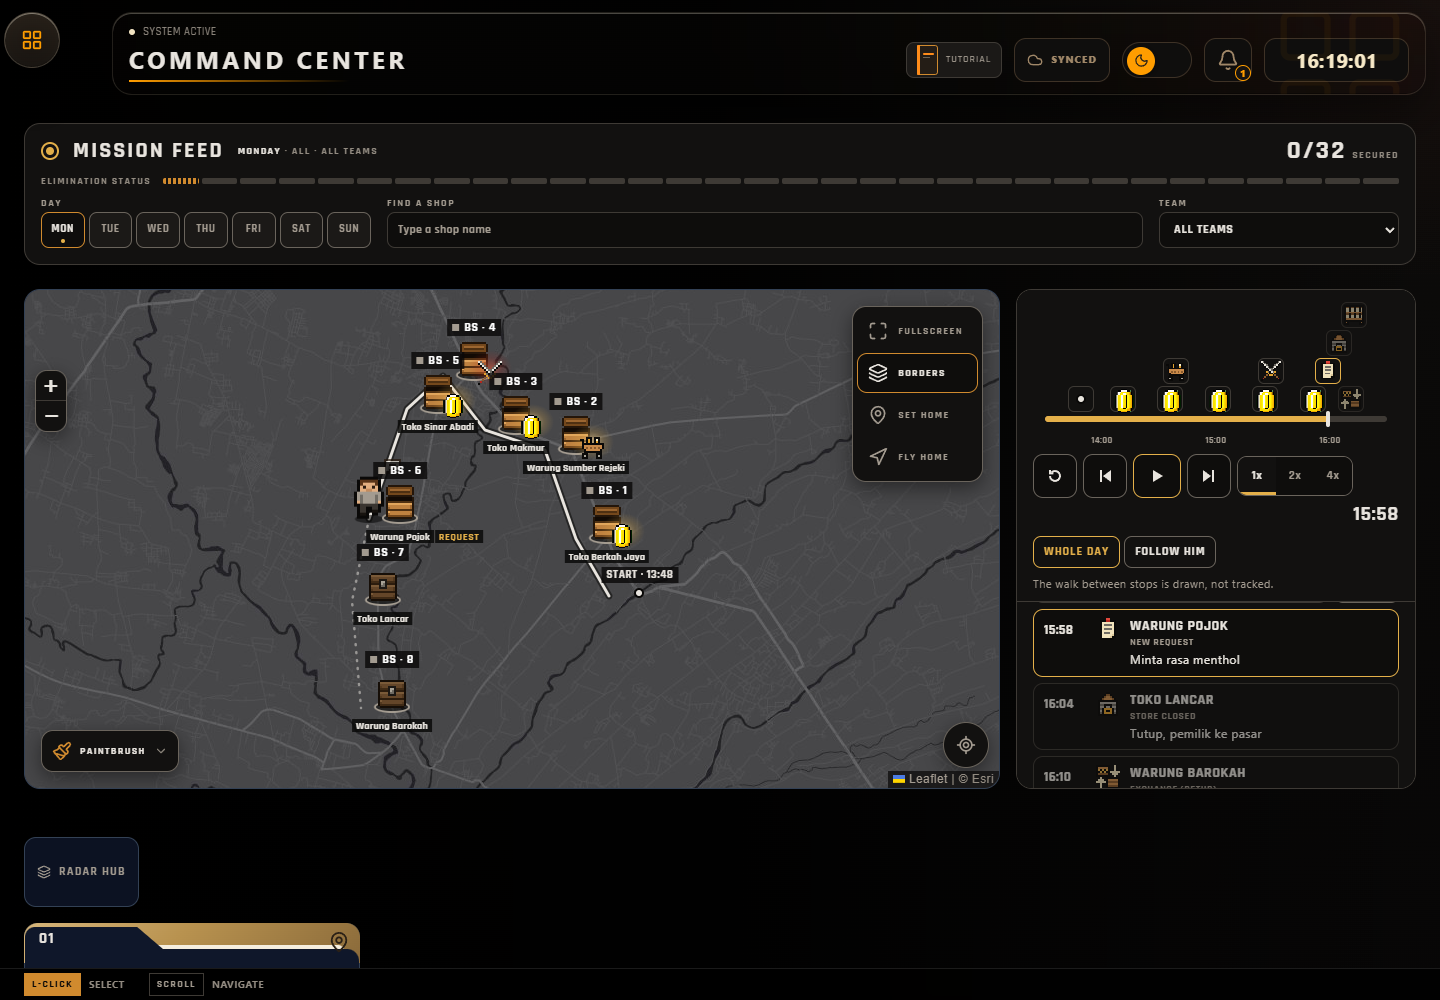 SYSTEM ACTIVE
COMMAND CENTER
TUTORIAL
SYNCED
1
16:19:01
MISSION FEED
MONDAY · ALL · ALL TEAMS
0/32 SECURED
ELIMINATION STATUS
DAY
FIND A SHOP
TEAM
MON
TUE
WED
THU
FRI
SAT
SUN
Type a shop name
ALL TEAMS
+
−
BS - 4
BS - 5
BS - 3
BS - 2
Toko Sinar Abadi
Toko Makmur
Warung Sumber Rejeki
BS - 6
BS - 1
Warung Pojok REQUEST
BS - 7
Toko Berkah Jaya
START · 13:48
Toko Lancar
BS - 8
Warung Barokah
FULLSCREEN
BORDERS
SET HOME
FLY HOME
PAINTBRUSH
Leaflet | © Esri
14:00
15:00
16:00
1x
2x
4x
15:58
WHOLE DAY
FOLLOW HIM
The walk between stops is drawn, not tracked.
15:58
WARUNG POJOK
NEW REQUEST
Minta rasa menthol
16:04
TOKO LANCAR
STORE CLOSED
Tutup, pemilik ke pasar
16:10
WARUNG BAROKAH
RADAR HUB
01
L-CLICK SELECT
SCROLL NAVIGATE